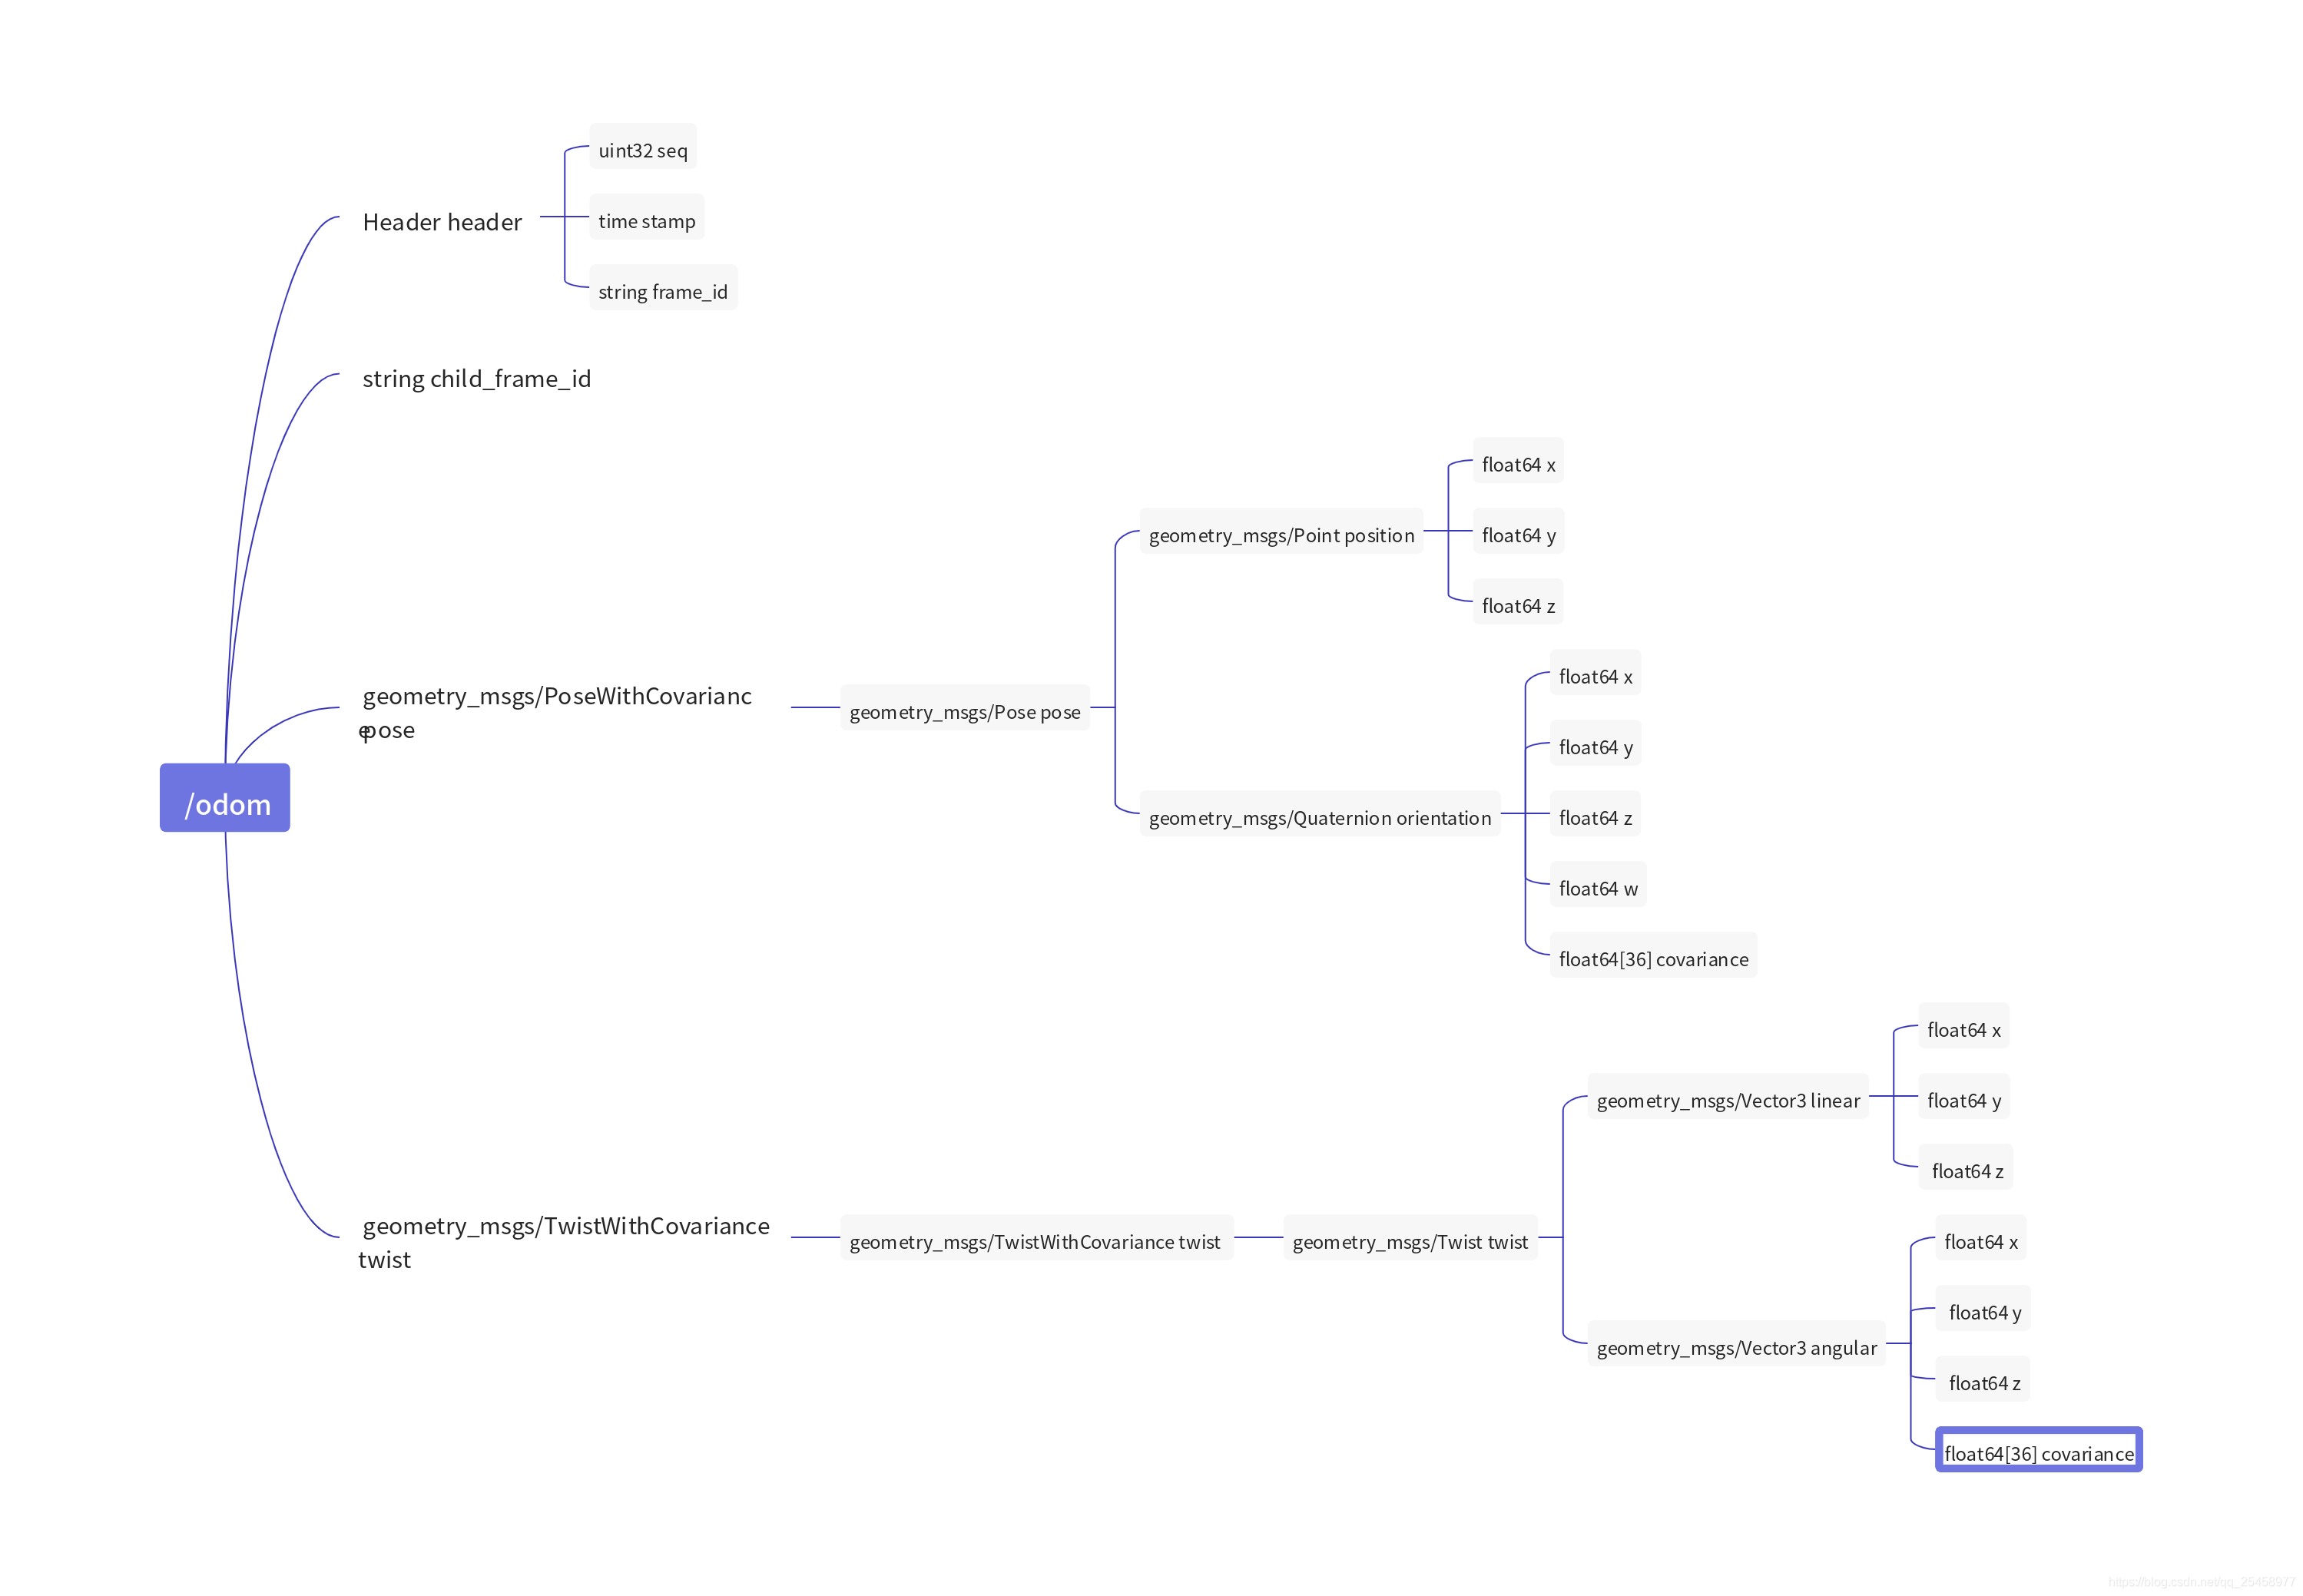 /odom
Header header
uint32 seq
time stamp
string frame_id
string child_frame_id
geometry_msgs/PoseWithCovarianc
e pose
geometry_msgs/Pose pose
geometry_msgs/Point position
float64 x
float64 y
float64 z
geometry_msgs/Quaternion orientation
float64 x
float64 y
float64 z
float64 w
float64[36] covariance
geometry_msgs/TwistWithCovariance
twist
geometry_msgs/TwistWithCovariance twist
geometry_msgs/Twist twist
geometry_msgs/Vector3 linear
float64 x
float64 y
float64 z
geometry_msgs/Vector3 angular
float64 x
float64 y
float64 z
float64[36] covariance
https://blog.csdn.net/qq_25458977